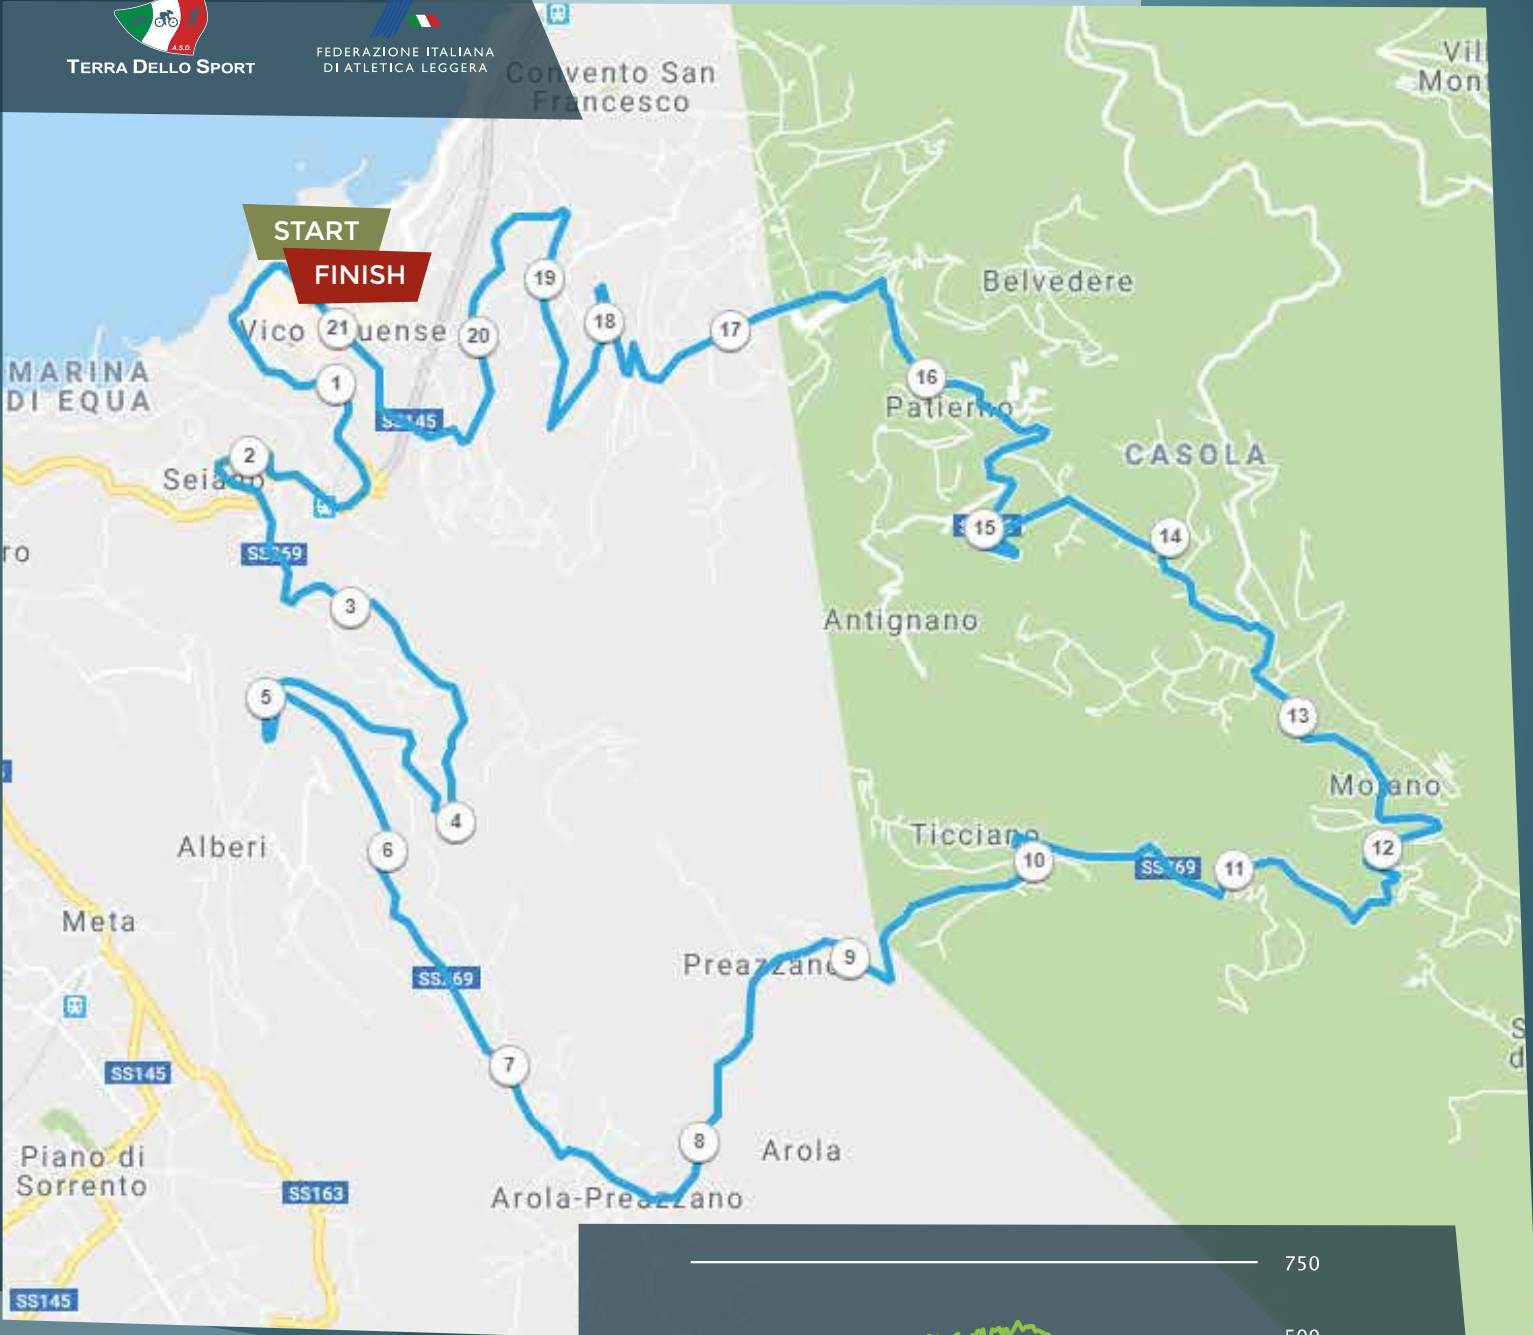 A.S.D.
TERRA DELLO SPORT
FEDERAZIONE ITALIANA
DI ATLETICA LEGGERA
Convento San
Francesco
START
FINISH
19
Belvedere
18
Vico
21
uense
20
17
MARINA
DI EQUA
1
16
SS145
Patierno
2
CASOLA
Seiano
15
14
ro
3
Antignano
5
13
Moiano
4
Alberi
6
Ticciano
12
10
11
Meta
Preazzano
9
7
SS145
8
Arola
Piano di
Sorrento
SS163
Arola-Preazzano
750
SS145